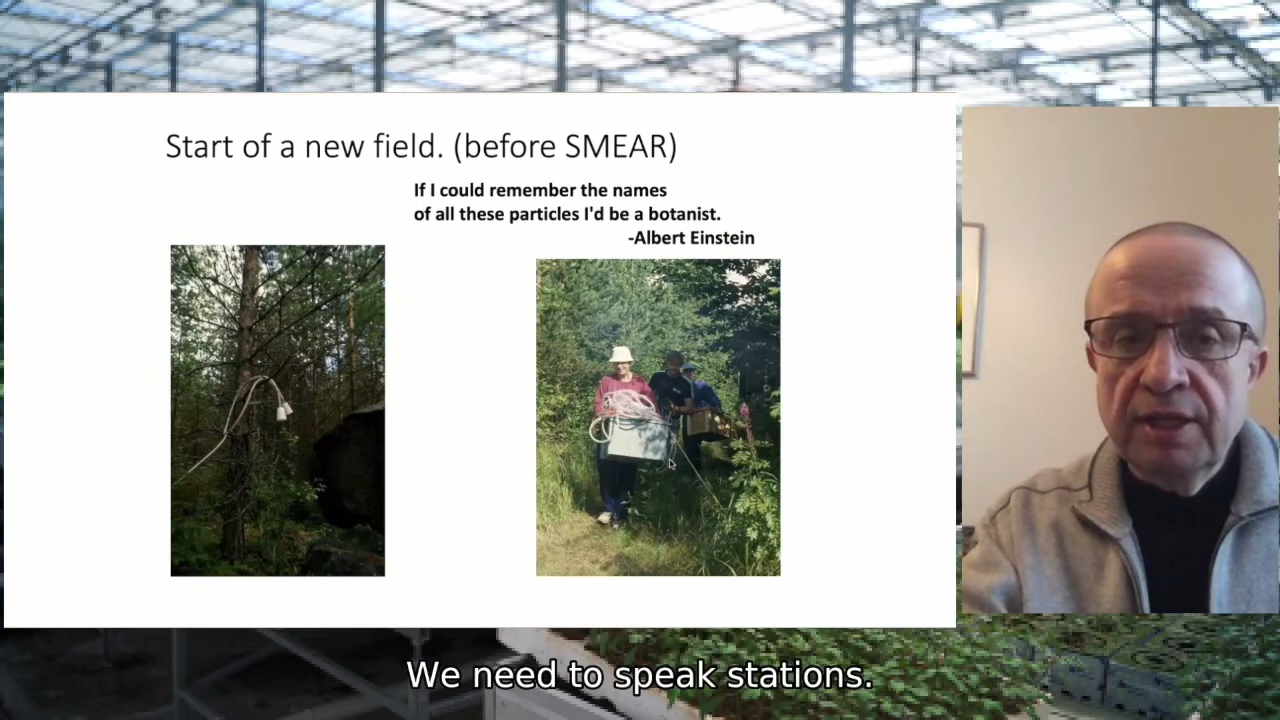 Start of a new field. (before SMEAR)
If I could remember the names
of all these particles I'd be a botanist.
-Albert Einstein
We need to speak stations.